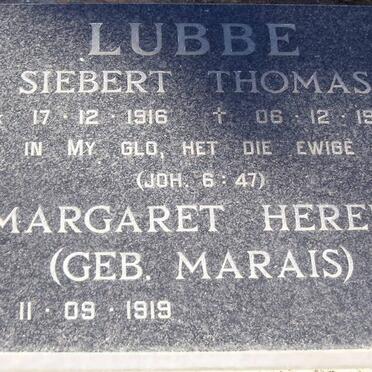 LUBBE
SIEBERT THOMAS
17 · 12 · 1916 † 06 · 12 · 19
IN MY GLO, HET DIE EWIGE
(JOH. 6:47)
MARGARET HERE
(GEB. MARAIS)
11 · 09 · 1919